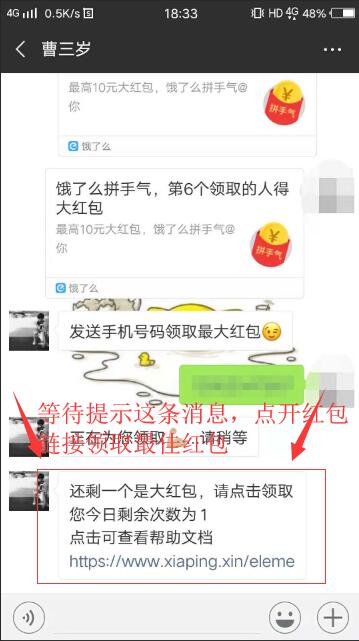 4G 0.50K/s 18:33 HD 4G 48%
曹三岁
最高10元大红包，饿了么拼手气@
你
拼手气
饿了么
饿了么拼手气，第6个领取的人得
大红包
最高10元大红包，饿了么拼手气@
你
拼手气
饿了么
发送手机号码领取最大红包
等待提示这条消息，点开红包
链接领取最佳红包
正在为您领取 ，请稍等
还剩一个是大红包，请点击领取
您今日剩余次数为1
点击可查看帮助文档
https://www.xiaping.xin/eleme